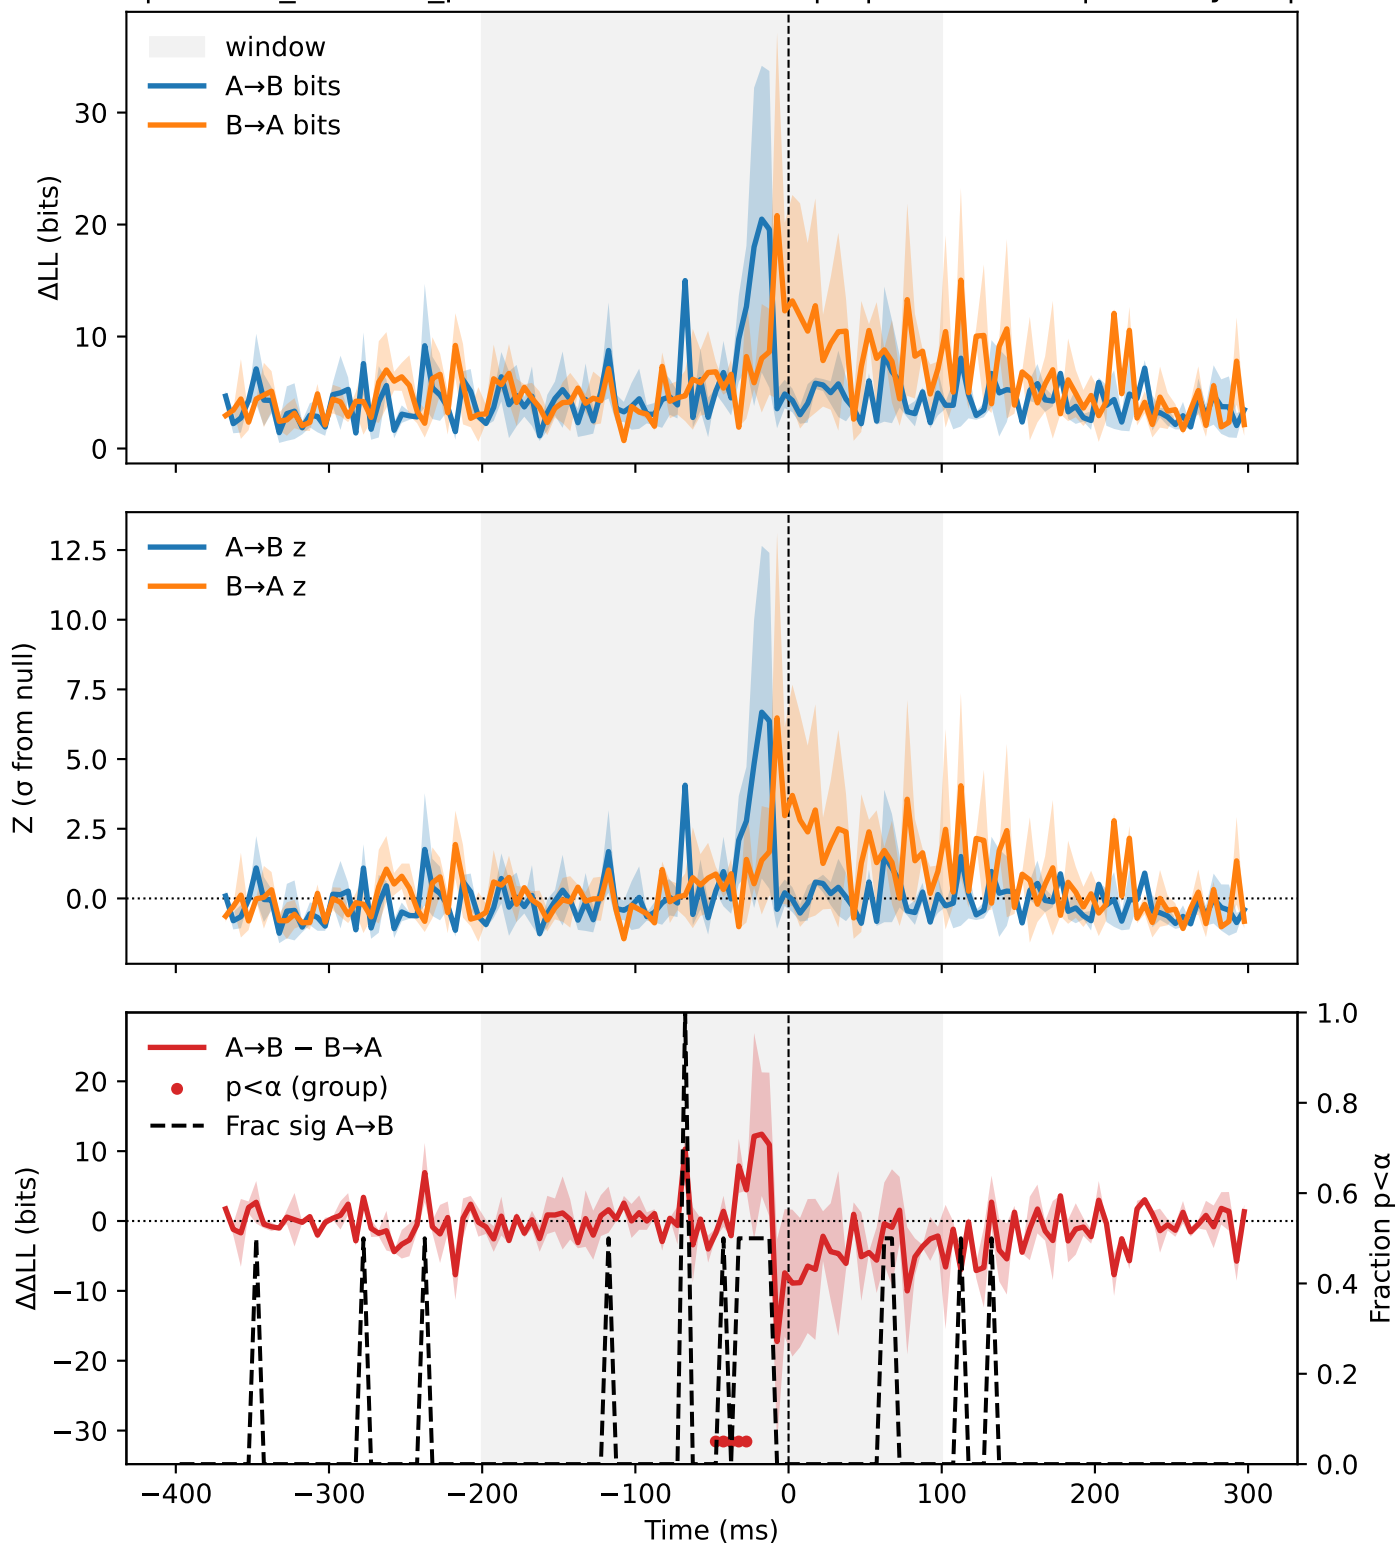 window
A→B bits
B→A bits
ΔLL (bits)
30
20
10
0
A→B z
B→A z
Z (σ from null)
12.5
10.0
7.5
5.0
2.5
0.0
A→B − B→A
p<α (group)
Frac sig A→B
ΔΔLL (bits)
20
10
0
−10
−20
−30
1.0
0.8
0.6
0.4
0.2
0.0
Fraction p<α
−400 −300 −200 −100 0 100 200 300
Time (ms)